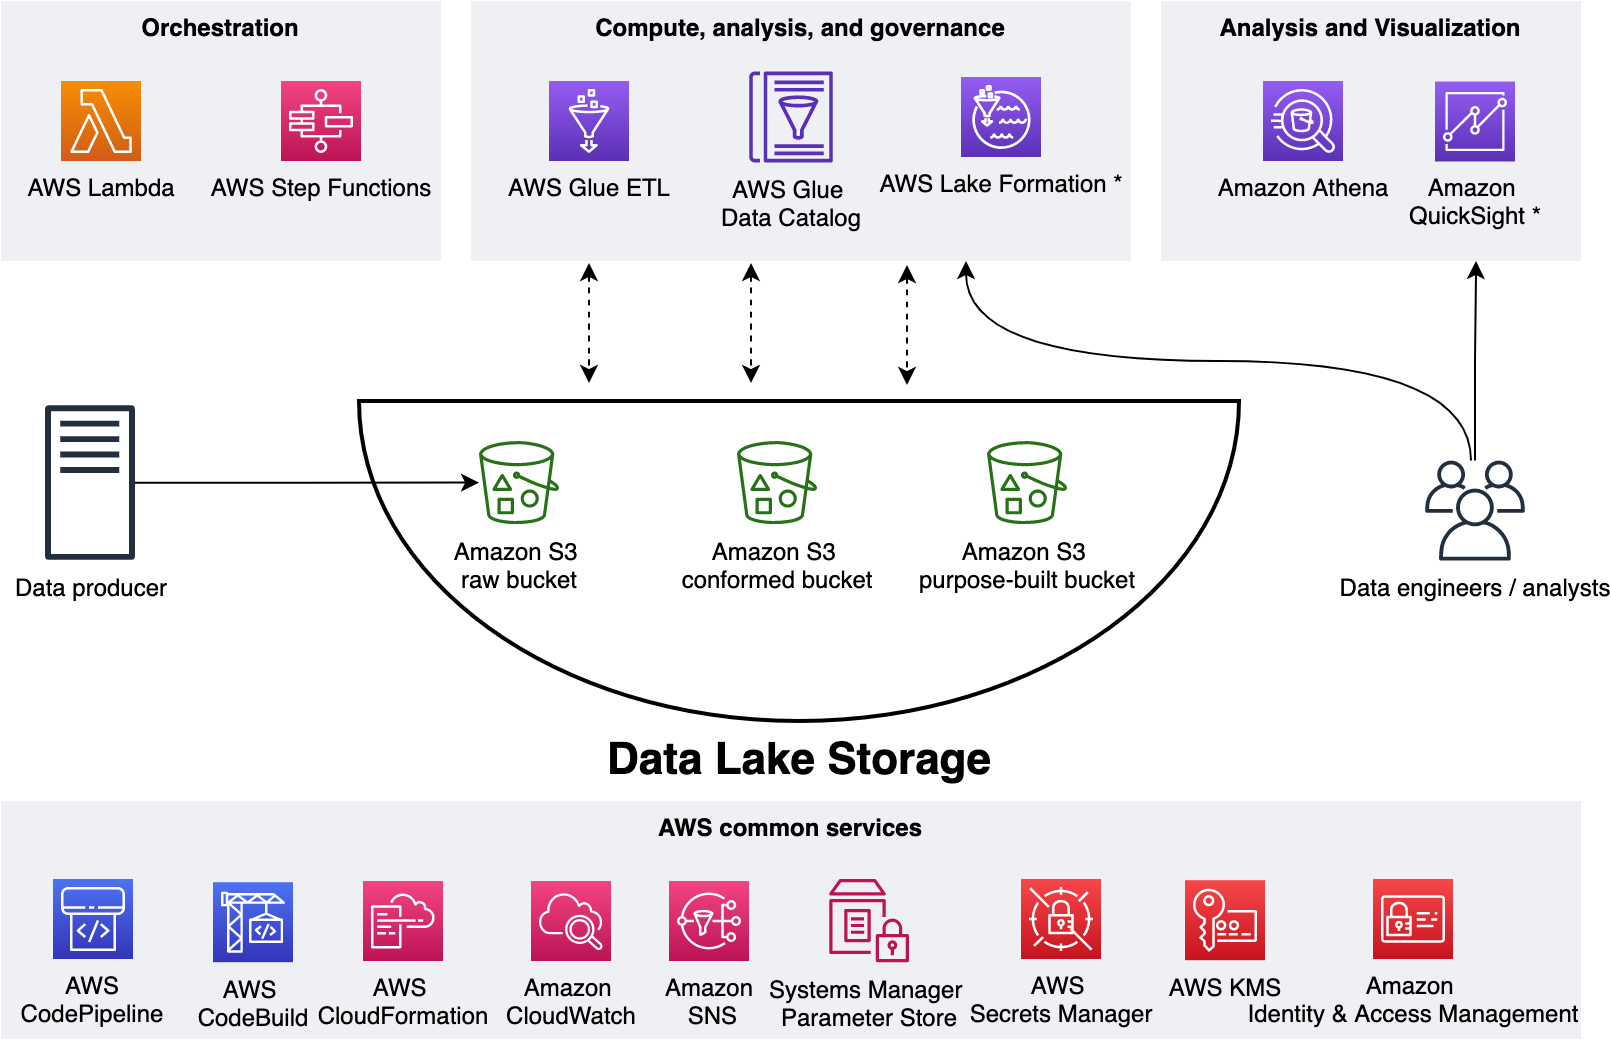 Orchestration
AWS Lambda
AWS Step Functions
Compute, analysis, and governance
AWS Glue ETL
AWS Glue
Data Catalog
AWS Lake Formation *
Analysis and Visualization
Amazon Athena
Amazon
QuickSight *
Data producer
Amazon S3
raw bucket
Amazon S3
conformed bucket
Amazon S3
purpose-built bucket
Data engineers / analysts
Data Lake Storage
AWS common services
AWS
CodePipeline
AWS
CodeBuild
AWS
CloudFormation
Amazon
CloudWatch
Amazon
SNS
Systems Manager
Parameter Store
AWS
Secrets Manager
AWS KMS
Amazon
Identity & Access Management